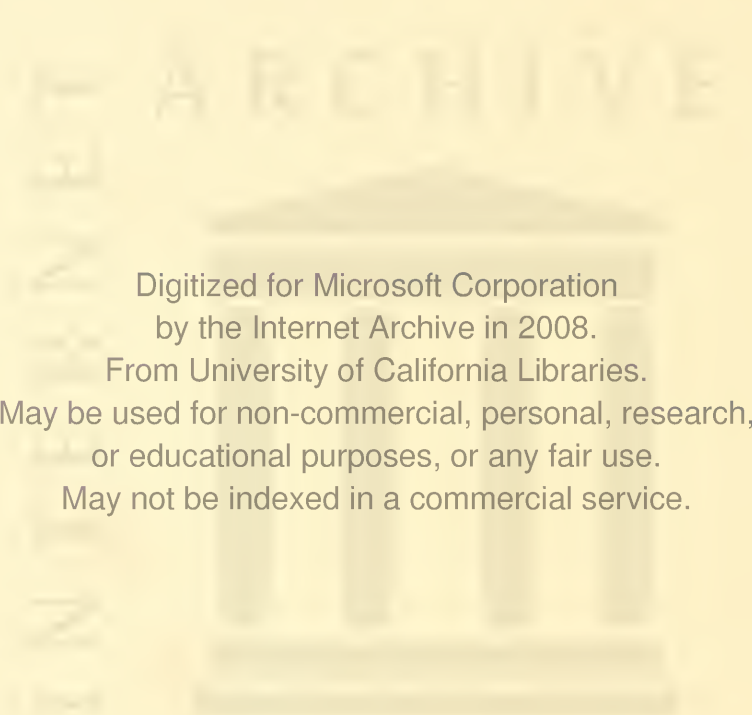 ARCHIVE
INTERNET
Digitized for Microsoft Corporation
by the Internet Archive in 2008.
From University of California Libraries.
May be used for non-commercial, personal, research,
or educational purposes, or any fair use.
May not be indexed in a commercial service.